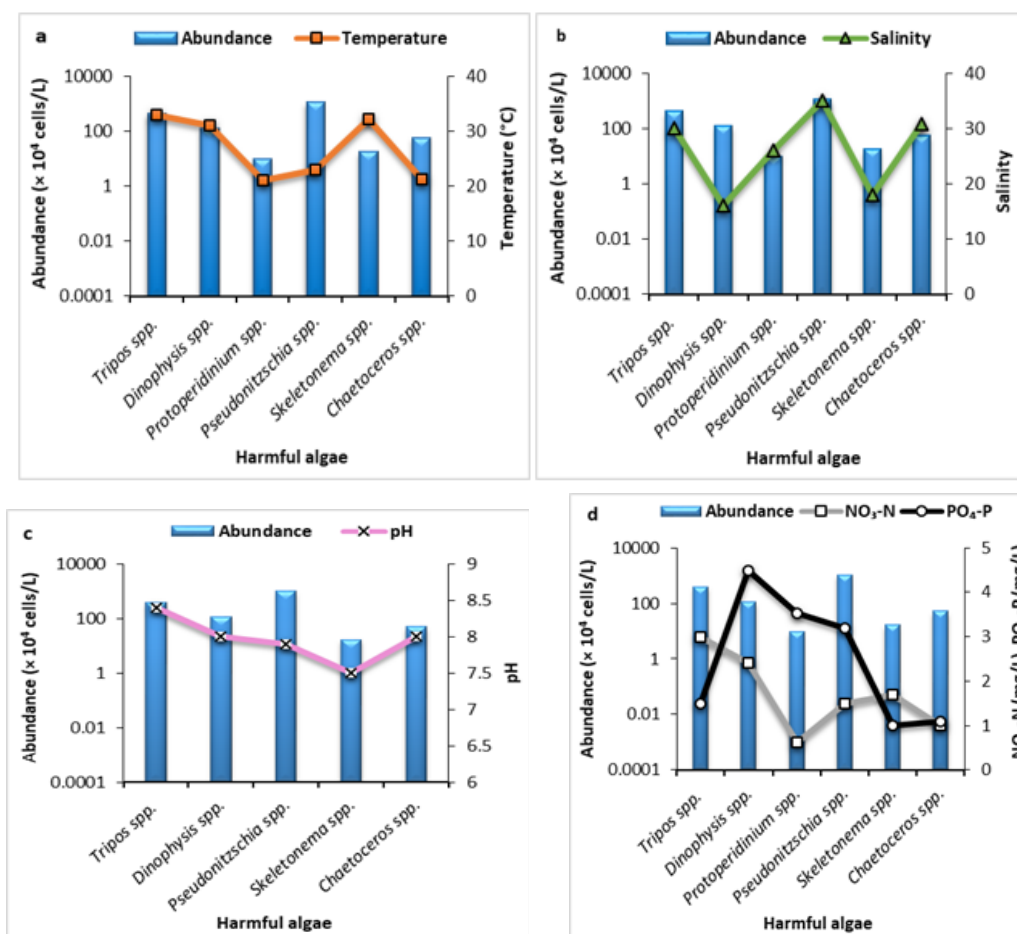 a
Abundance
Temperature
10000
100
1
0.01
0.0001
Abundance (× 10⁴ cells/L)
40
30
20
10
0
Temperature (°C)
Tripos spp.
Dinophysis spp.
Protoperidinium spp.
Pseudonitzschia spp.
Skeletonema spp.
Chaetoceros spp.
Harmful algae
b
Abundance
Salinity
10000
100
1
0.01
0.0001
Abundance (× 10⁴ cells/L)
40
30
20
10
0
Salinity
Tripos spp.
Dinophysis spp.
Protoperidinium spp.
Pseudonitzschia spp.
Skeletonema spp.
Chaetoceros spp.
Harmful algae
c
Abundance
pH
10000
100
1
0.01
0.0001
Abundance (× 10⁴ cells/L)
9
8.5
8
7.5
7
6.5
6
pH
Tripos spp.
Dinophysis spp.
Pseudonitzschia spp.
Skeletonema spp.
Chaetoceros spp.
Harmful algae
d
Abundance
NO₃-N
PO₄-P
10000
100
1
0.01
0.0001
Abundance (× 10⁴ cells/L)
5
4
3
2
1
0
Tripos spp.
Dinophysis spp.
Protoperidinium spp.
Pseudonitzschia spp.
Skeletonema spp.
Chaetoceros spp.
Harmful algae